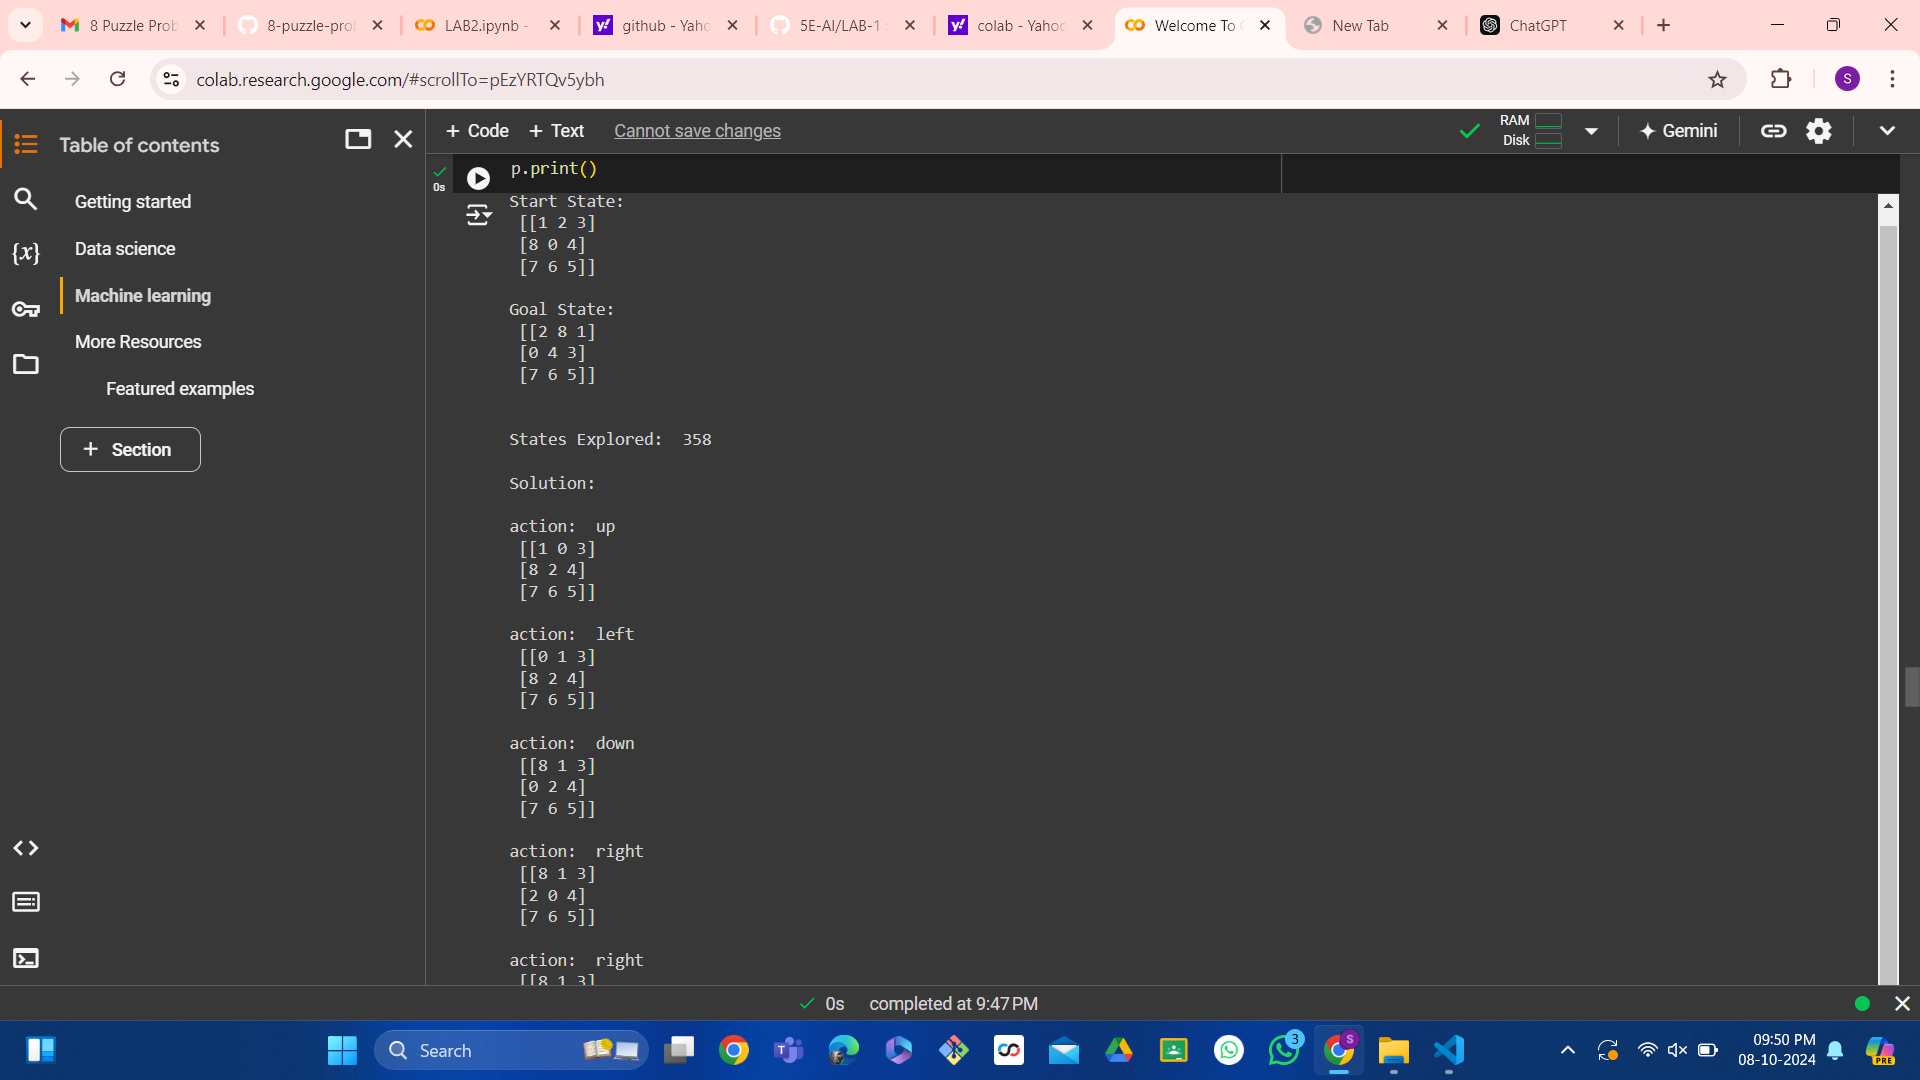 8 Puzzle Prob
8-puzzle-prol
LAB2.ipynb -
github - Yaho
5E-AI/LAB-1
colab - Yahoo
Welcome To
New Tab
ChatGPT
colab.research.google.com/#scrollTo=pEzYRTQv5ybh
S
Table of contents
Getting started
Data science
Machine learning
More Resources
Featured examples
+ Section
{x}
+ Code + Text Cannot save changes
RAM
Disk
Gemini
0s
p.print()
Start State:
[[1 2 3]
[8 0 4]
[7 6 5]]
Goal State:
[[2 8 1]
[0 4 3]
[7 6 5]]
States Explored: 358
Solution:
action: up
[[1 0 3]
[8 2 4]
[7 6 5]]
action: left
[[0 1 3]
[8 2 4]
[7 6 5]]
action: down
[[8 1 3]
[0 2 4]
[7 6 5]]
action: right
[[8 1 3]
[2 0 4]
[7 6 5]]
action: right
[[8 1 3]
0s completed at 9:47 PM
Search
3
S
09:50 PM
08-10-2024
PRE